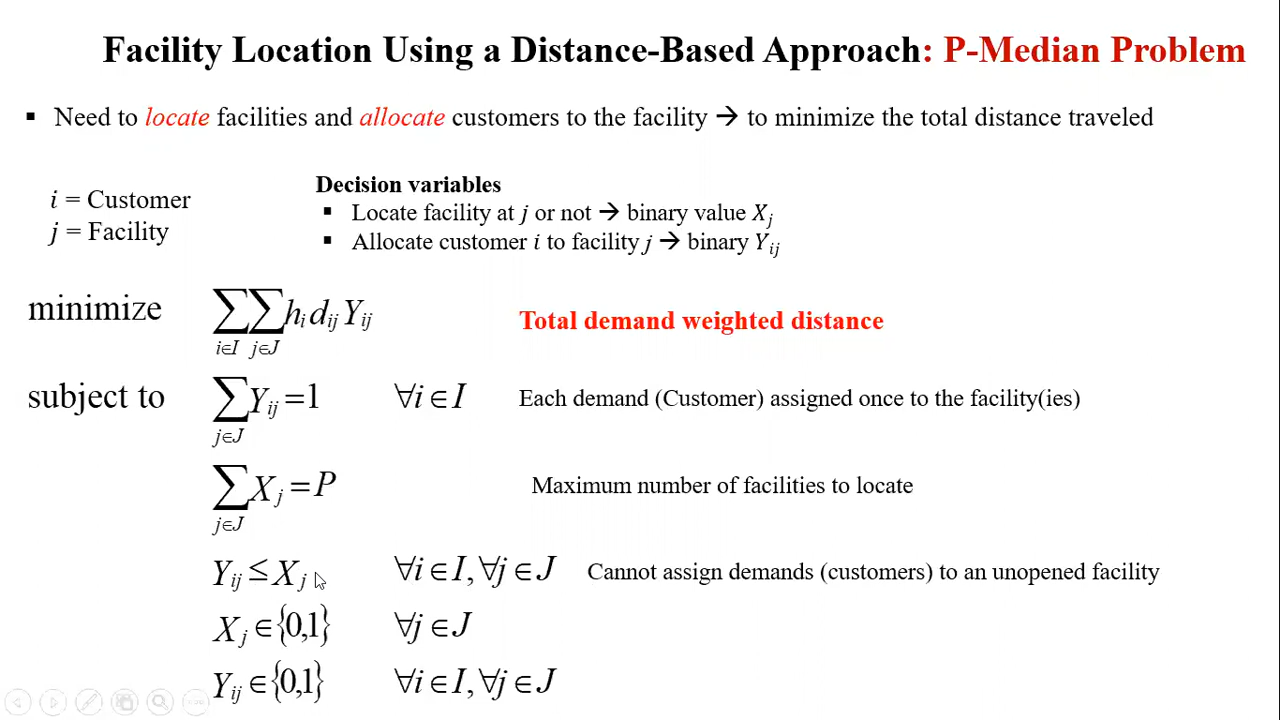 Facility Location Using a Distance-Based Approach: P-Median Problem
▪ Need to locate facilities and allocate customers to the facility → to minimize the total distance traveled
i = Customer
j = Facility
Decision variables
▪ Locate facility at j or not → binary value X_j
▪ Allocate customer i to facility j → binary Y_ij
minimize ∑_{i∈I} ∑_{j∈J} h_i d_ij Y_ij Total demand weighted distance
subject to ∑_{j∈J} Y_ij = 1 ∀i ∈ I Each demand (Customer) assigned once to the facility(ies)
∑_{j∈J} X_j = P Maximum number of facilities to locate
Y_ij ≤ X_j ∀i ∈ I, ∀j ∈ J Cannot assign demands (customers) to an unopened facility
X_j ∈ {0,1} ∀j ∈ J
Y_ij ∈ {0,1} ∀i ∈ I, ∀j ∈ J